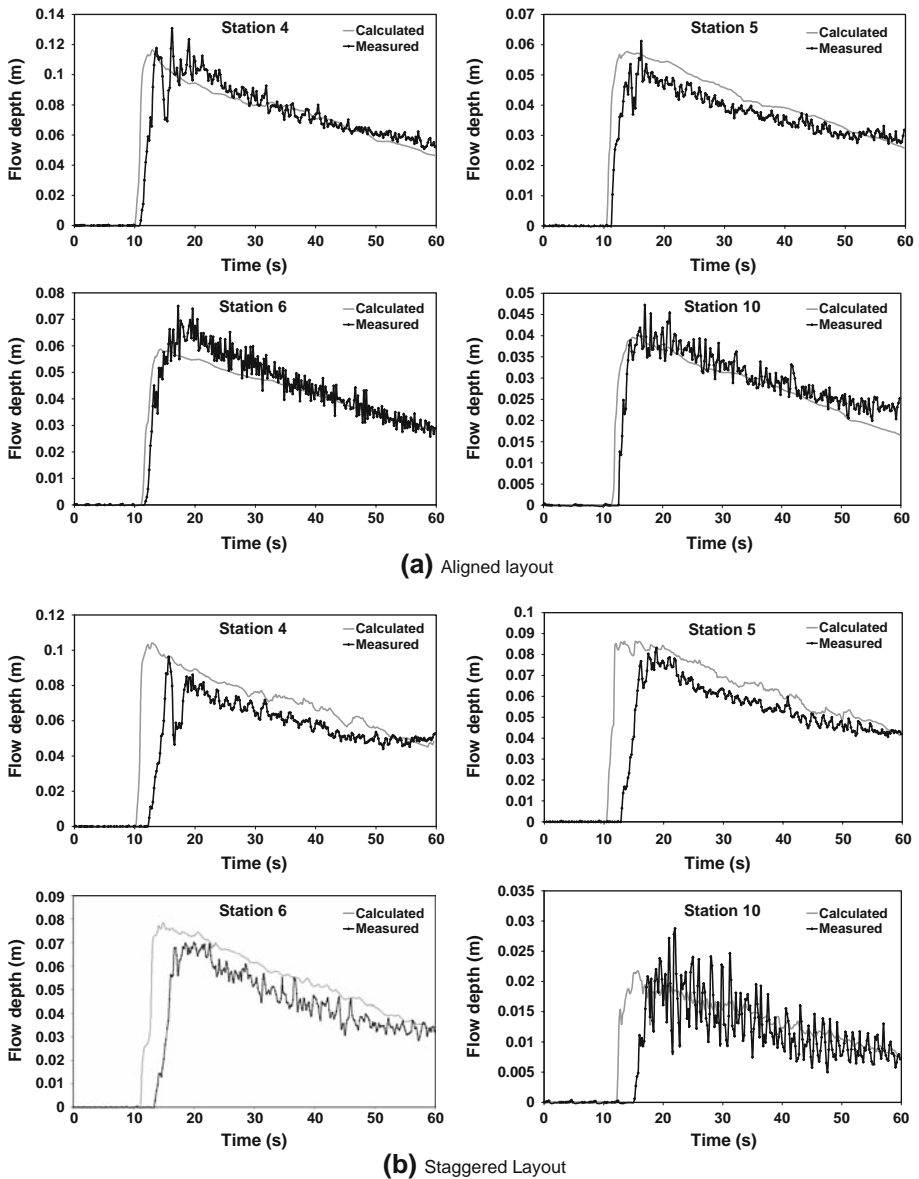 Station 4
Calculated
Measured
Flow depth (m)
0.14
0.12
0.1
0.08
0.06
0.04
0.02
0
0 10 20 30 40 50 60
Time (s)
Station 5
Calculated
Measured
Flow depth (m)
0.07
0.06
0.05
0.04
0.03
0.02
0.01
0
0 10 20 30 40 50 60
Time (s)
Station 6
Calculated
Measured
Flow depth (m)
0.08
0.07
0.06
0.05
0.04
0.03
0.02
0.01
0
0 10 20 30 40 50 60
Time (s)
Station 10
Calculated
Measured
Flow depth (m)
0.05
0.045
0.04
0.035
0.03
0.025
0.02
0.015
0.01
0.005
0
0 10 20 30 40 50 60
Time (s)
(a) Aligned layout
Station 4
Calculated
Measured
Flow depth (m)
0.12
0.1
0.08
0.06
0.04
0.02
0
0 10 20 30 40 50 60
Time (s)
Station 5
Calculated
Measured
Flow depth (m)
0.1
0.09
0.08
0.07
0.06
0.05
0.04
0.03
0.02
0.01
0
0 10 20 30 40 50 60
Time (s)
Station 6
Calculated
Measured
Flow depth (m)
0.09
0.08
0.07
0.06
0.05
0.04
0.03
0.02
0.01
0
0 10 20 30 40 50 60
Time (s)
Station 10
Calculated
Measured
Flow depth (m)
0.035
0.03
0.025
0.02
0.015
0.01
0.005
0
0 10 20 30 40 50 60
Time (s)
(b) Staggered Layout